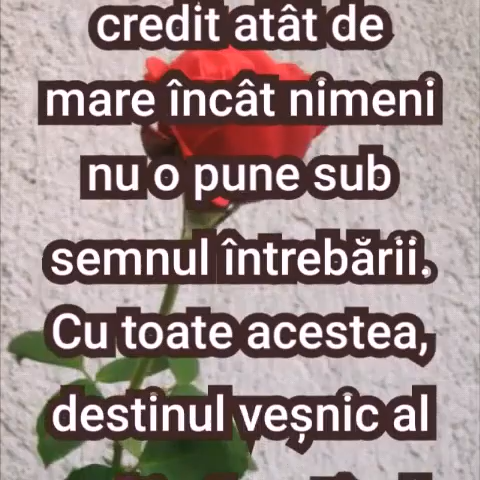 credit atât de
mare încât nimeni
nu o pune sub
semnul întrebării.
Cu toate acestea,
destinul veșnic al